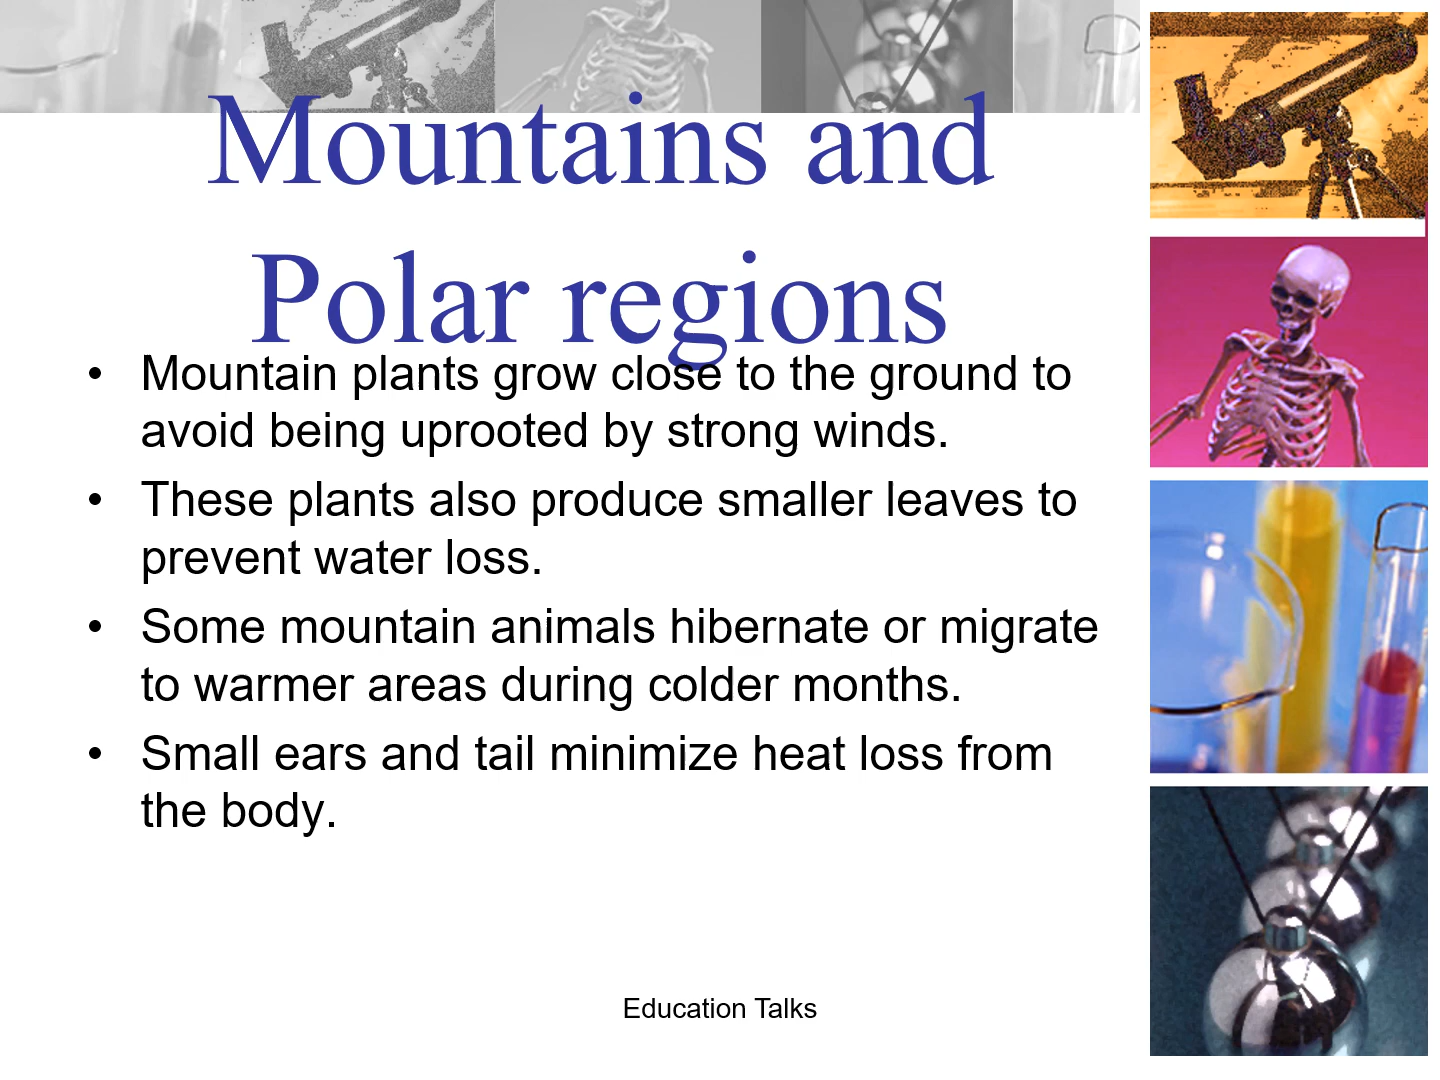 Mountains and
Polar regions
• Mountain plants grow close to the ground to
avoid being uprooted by strong winds.
• These plants also produce smaller leaves to
prevent water loss.
• Some mountain animals hibernate or migrate
to warmer areas during colder months.
• Small ears and tail minimize heat loss from
the body.
Education Talks